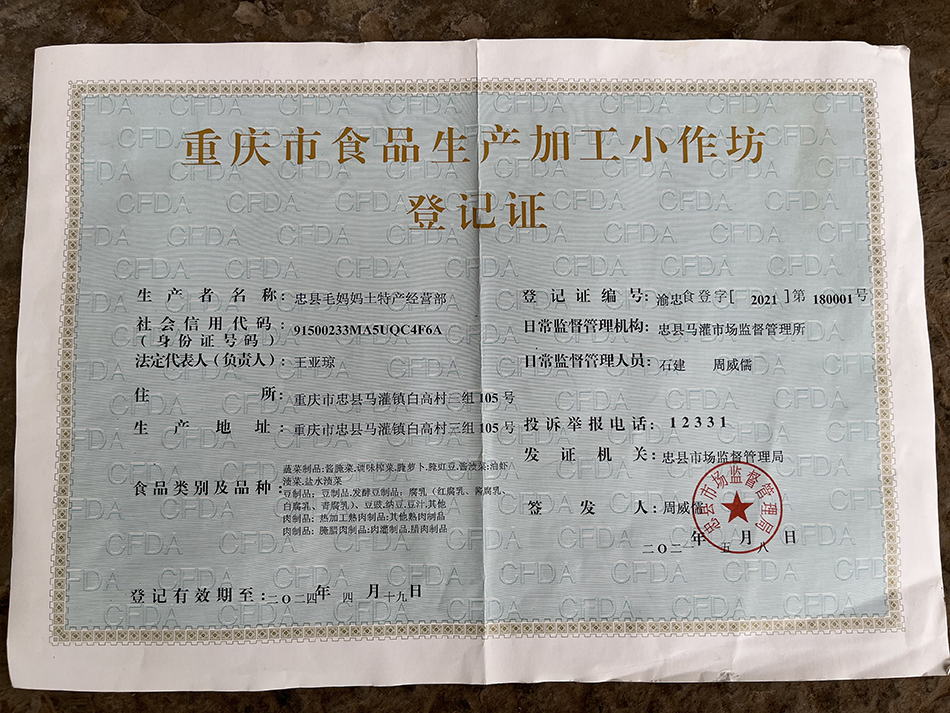 重庆市食品生产加工小作坊
登记证
生产者名称：忠县毛妈妈土特产经营部
社会信用代码：91500233MA5UQC4F6A
（身份证号码）
法定代表人（负责人）：王亚琼
住所：重庆市忠县马灌镇白高村三组105号
生产地址：重庆市忠县马灌镇白高村三组105号
食品类别及品种：
蔬菜制品:酱腌菜,调味榨菜,腌萝卜,腌豇豆,酱渍菜:油虾
渍菜,盐水渍菜
豆制品：豆制品,发酵豆制品：腐乳（红腐乳、酱腐乳、
白腐乳、青腐乳）、豆豉,纳豆,豆汁,其他
肉制品：热加工熟肉制品:其他熟肉制品
肉制品：腌腊肉制品:肉灌制品,腊肉制品
登记有效期至：二〇二四年四月十九日
登记证编号：渝忠食登字[2021]第180001号
日常监督管理机构：忠县马灌市场监督管理所
日常监督管理人员：石建 周威儒
投诉举报电话：12331
发证机关：忠县市场监督管理局
签发人：周威儒
二〇二一年五月八日
忠县市场监督管理局
CFDA